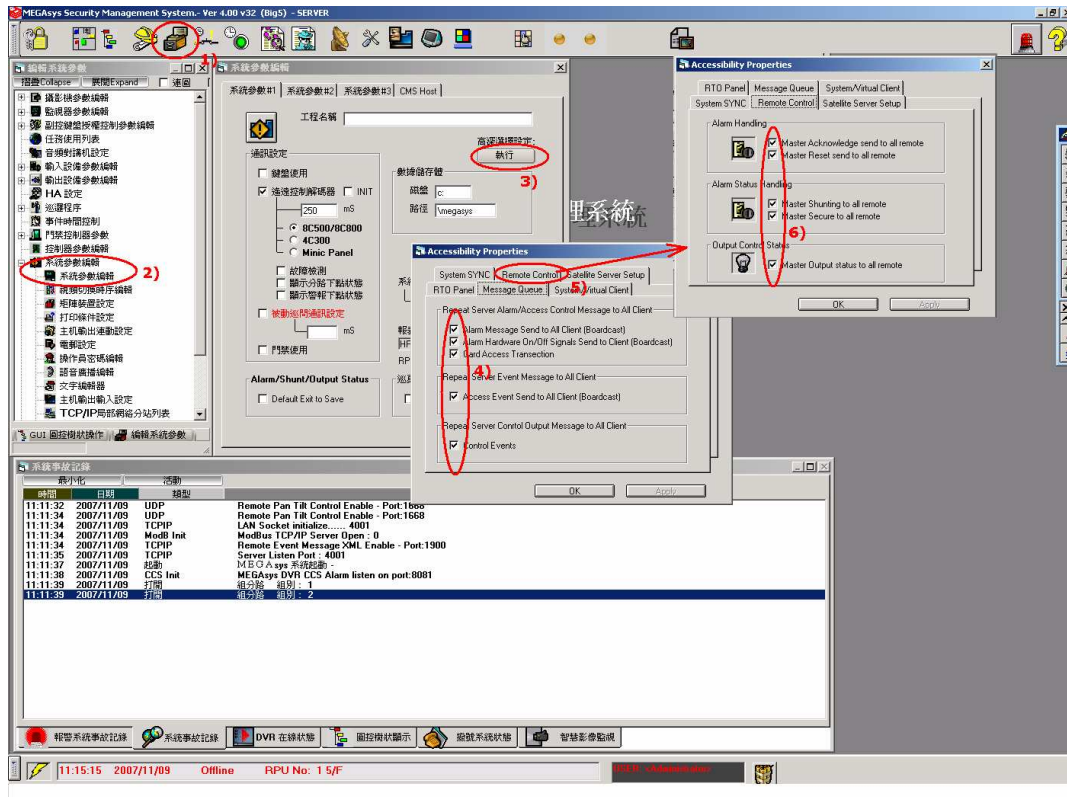 MEGAsys Security Management System.- Ver 4.00 v32 (Big5) - SERVER
1)
編輯系統參數
摺疊Collapse
展開Expand
連回
攝影機參數編輯
監視器參數編輯
副控鍵盤授權控制參數編輯
任務使用列表
音頻對講机設定
輸入設備參數編輯
輸出設備參數編輯
HA 設定
巡邏程序
事件時間控制
門禁控制器參數
控制器參數編輯
系統參數編輯
系統參數編輯
2)
視頻切換時序編輯
矩陣裝置設定
打印條件設定
主机輸出連動設定
電郵設定
操作員密碼編輯
語音廣播編輯
文字編輯器
主机輸出輸入設定
TCP/IP局部網絡分站列表
GUI 圖控樹狀操作
編輯系統參數
系統參數編輯
系統參數#1
系統參數#2
系統參數#3
CMS Host
工程名稱
高速選擇設定:
執行
3)
通訊設定
鍵盤使用
遙遠控制解碼器
INIT
250 mS
8C500/8C800
4C300
Minic Panel
故障檢測
顯示分路下點狀態
顯示警報下點狀態
被動巡問通訊設定
mS
門禁使用
數據儲存體
磁盤 c:
路径 \megasys
Alarm/Shunt/Output Status
Default Exit to Save
理系統
Accessibility Properties
System SYNC
Remote Control
Satellite Server Setup
RTO Panel
Message Queue
System/Virtual Client
5)
Repeat Server Alarm/Access Control Message to All Client
Alarm Message Send to All Client (Boardcast)
Alarm Hardware On/Off Signals Send to Client (Boardcast)
Card Access Transection
4)
Repeat Server Event Message to All Client
Access Event Send to All Client (Boardcast)
Repeat Server Control Output Message to All Client
Control Events
OK
Apply
Accessibility Properties
RTO Panel
Message Queue
System/Virtual Client
System SYNC
Remote Control
Satellite Server Setup
Alarm Handling
Master Acknowledge send to all remote
Master Reset send to all remote
Alarm Status Handling
Master Shunting to all remote
Master Secure to all remote
6)
Output Control Status
Master Output status to all remote
OK
Apply
系統事故記錄
最小化
活動
時間
日期
類型
11:11:32 2007/11/09 UDP Remote Pan Tilt Control Enable - Port:1666
11:11:34 2007/11/09 UDP Remote Pan Tilt Control Enable - Port:1668
11:11:34 2007/11/09 TCPIP LAN Socket initialize...... 4001
11:11:34 2007/11/09 ModB Init ModBus TCP/IP Server Open : 0
11:11:34 2007/11/09 TCPIP Remote Event Message XML Enable - Port:1900
11:11:35 2007/11/09 TCPIP Server Listen Port : 4001
11:11:37 2007/11/09 起動 MEGAsys 系統起動 -
11:11:38 2007/11/09 CCS Init MEGAsys DVR CCS Alarm listen on port:8081
11:11:39 2007/11/09 打開 組分路 組別 : 1
11:11:39 2007/11/09 打開 組分路 組別 : 2
報警系統事故記錄
系統事故記錄
DVR 在線狀態
圖控樹狀顯示
撥號系統狀態
智慧影像監視
11:15:15 2007/11/09 Offline RPU No: 1 5/F